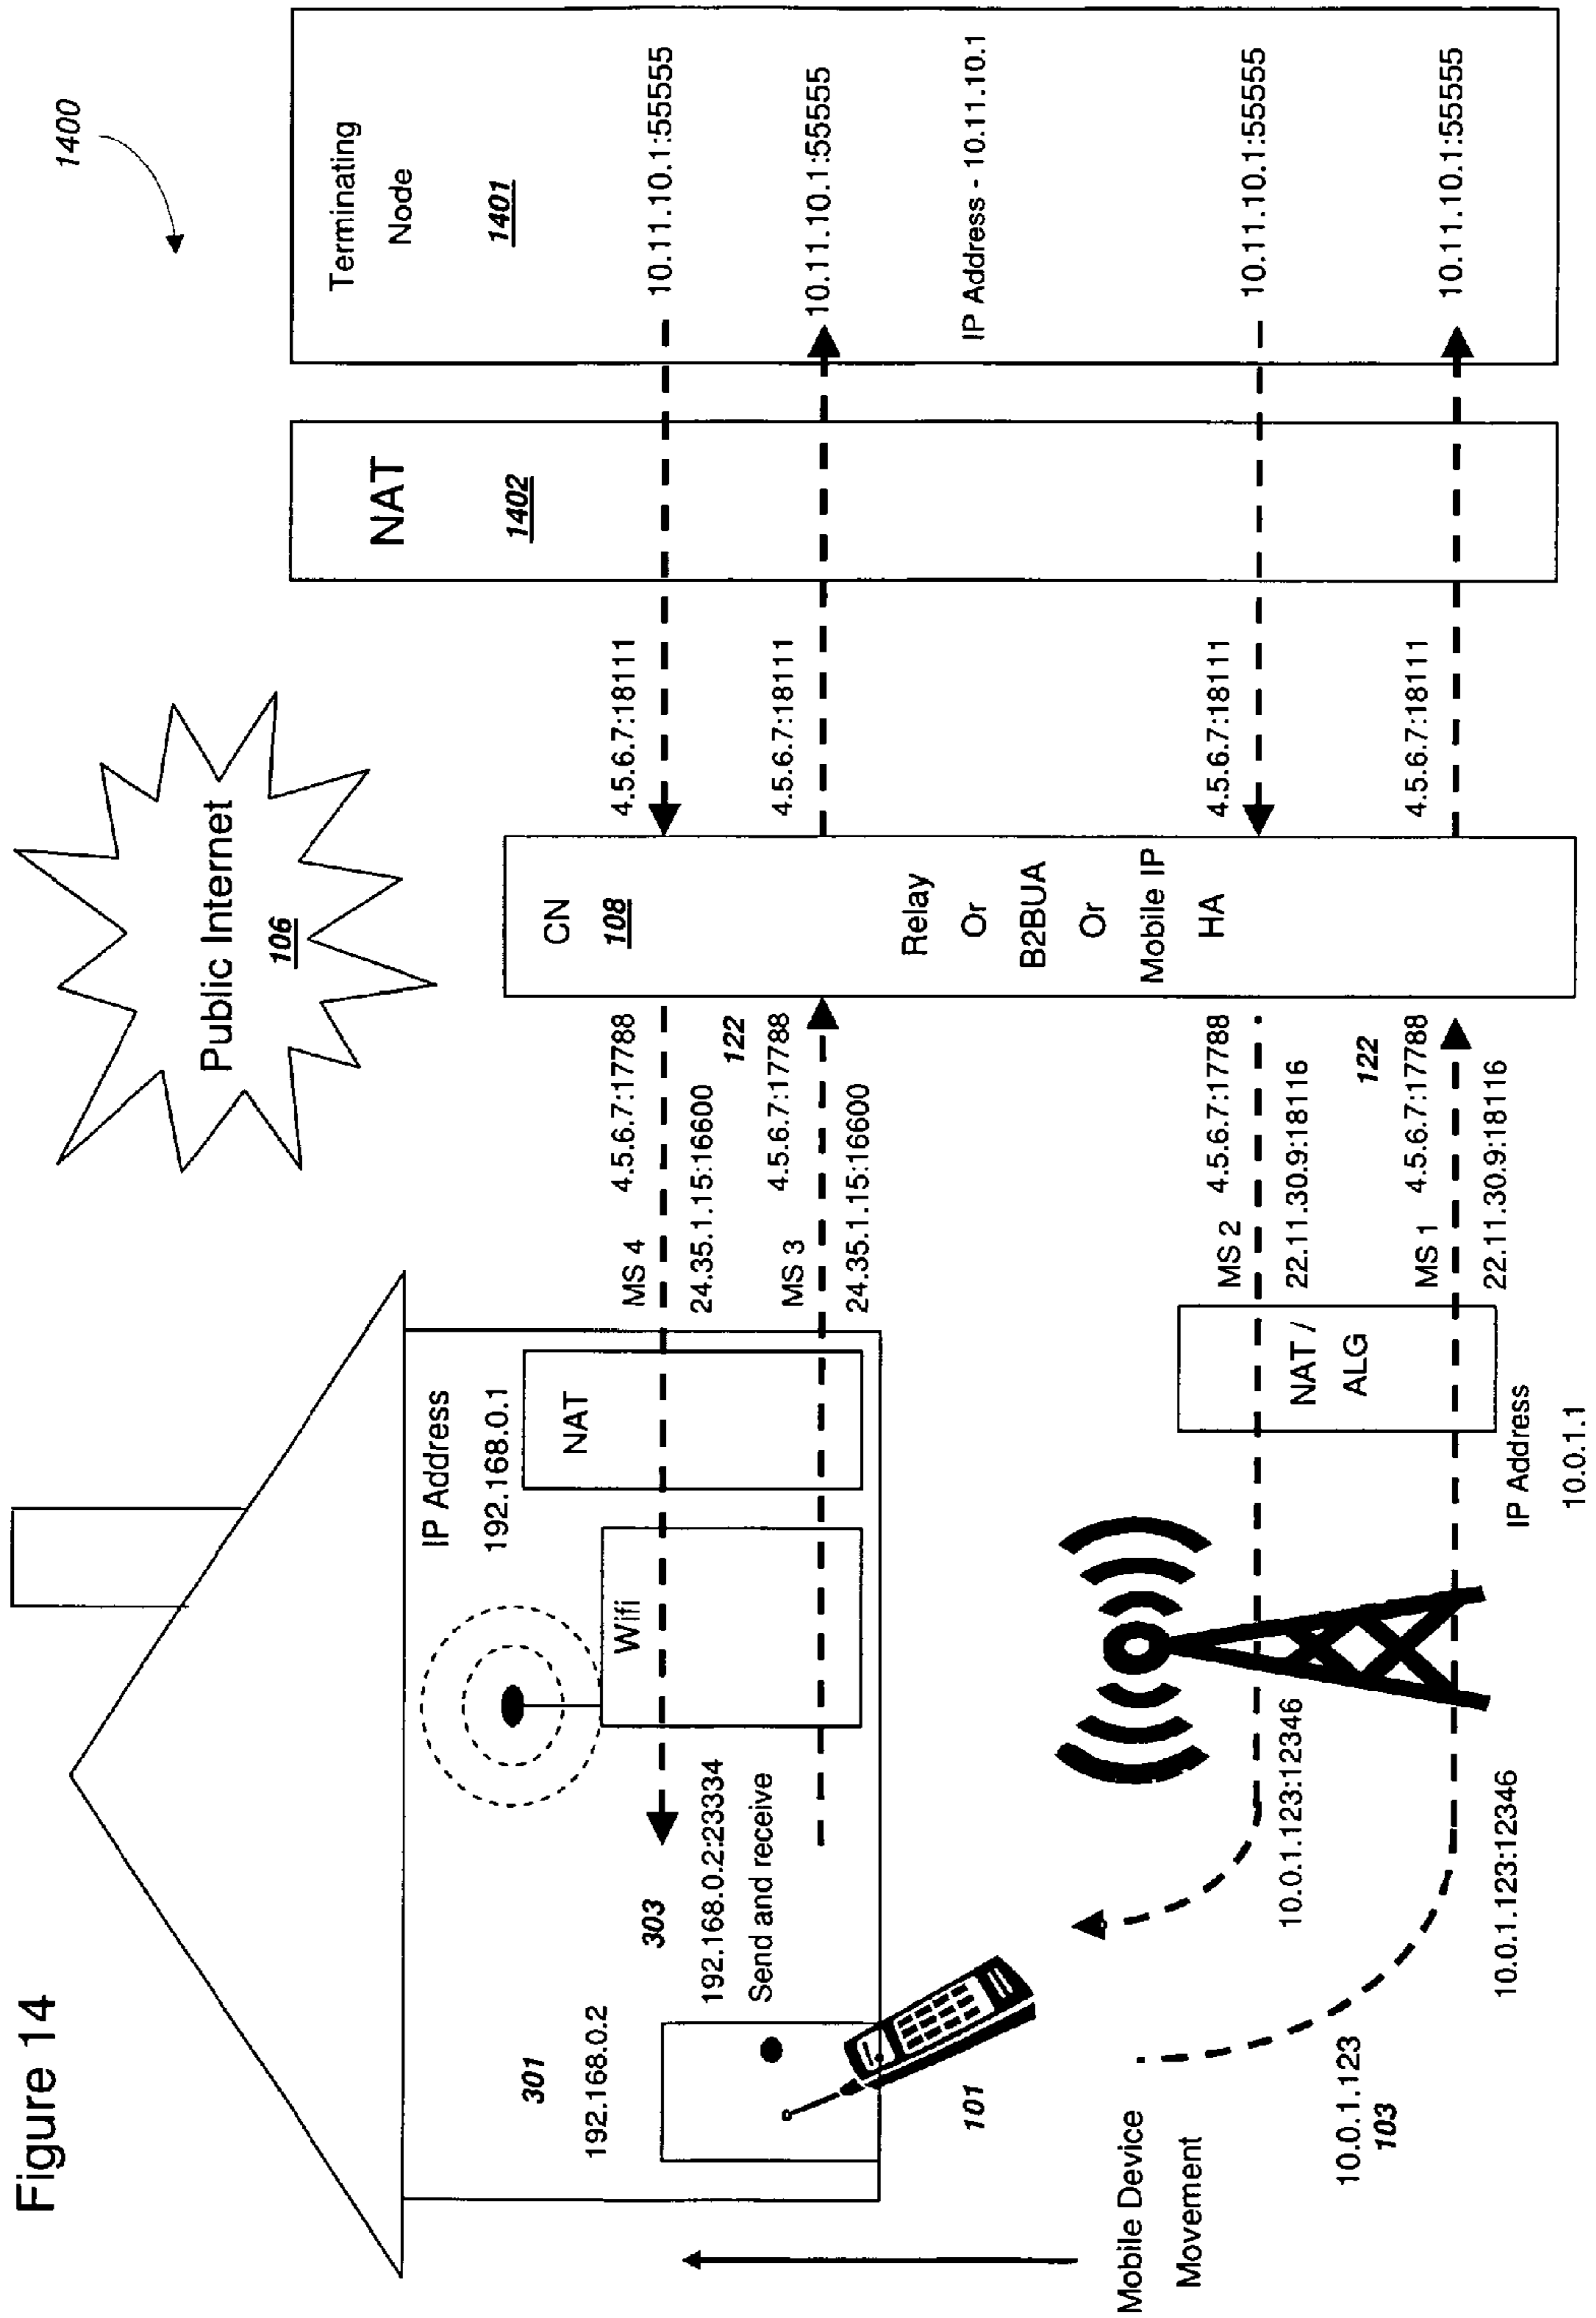 Figure 14
1400
Public Internet
106
Terminating
Node
1401
NAT
1402
CN
108
Relay
Or
B2BUA
Or
Mobile IP
HA
IP Address
192.168.0.1
NAT
Wifi
301
192.168.0.2
303
192.168.0.2:23334
Send and receive
MS 4
4.5.6.7:17788
24.35.1.15:16600
122
MS 3
4.5.6.7:17788
24.35.1.15:16600
4.5.6.7:18111
10.11.10.1:55555
4.5.6.7:18111
10.11.10.1:55555
IP Address - 10.11.10.1
101
Mobile Device
Movement
10.0.1.123
103
10.0.1.123:12346
10.0.1.123:12346
NAT /
ALG
IP Address
10.0.1.1
MS 2
4.5.6.7:17788
22.11.30.9:18116
122
MS 1
4.5.6.7:17788
22.11.30.9:18116
4.5.6.7:18111
10.11.10.1:55555
4.5.6.7:18111
10.11.10.1:55555